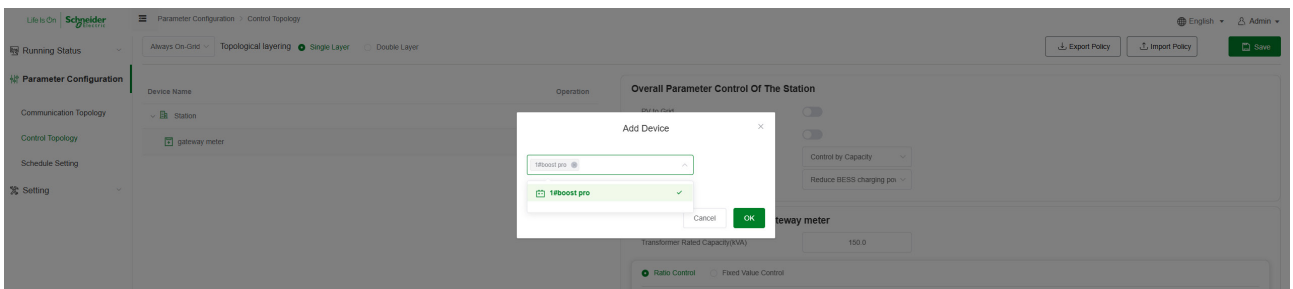 Life Is On Schneider Electric
Parameter Configuration > Control Topology
English
Admin
Running Status
Always On-Grid
Topological layering
Single Layer
Double Layer
Export Policy
Import Policy
Save
Parameter Configuration
Device Name
Operation
Overall Parameter Control Of The Station
PV to Grid
Communication Topology
Station
Add Device
Control Topology
gateway meter
Control by Capacity
Schedule Setting
1#boost pro
Reduce BESS charging po
Setting
1#boost pro
Cancel
OK
teway meter
Transformer Rated Capacity(kVA)
150.0
Ratio Control
Fixed Value Control